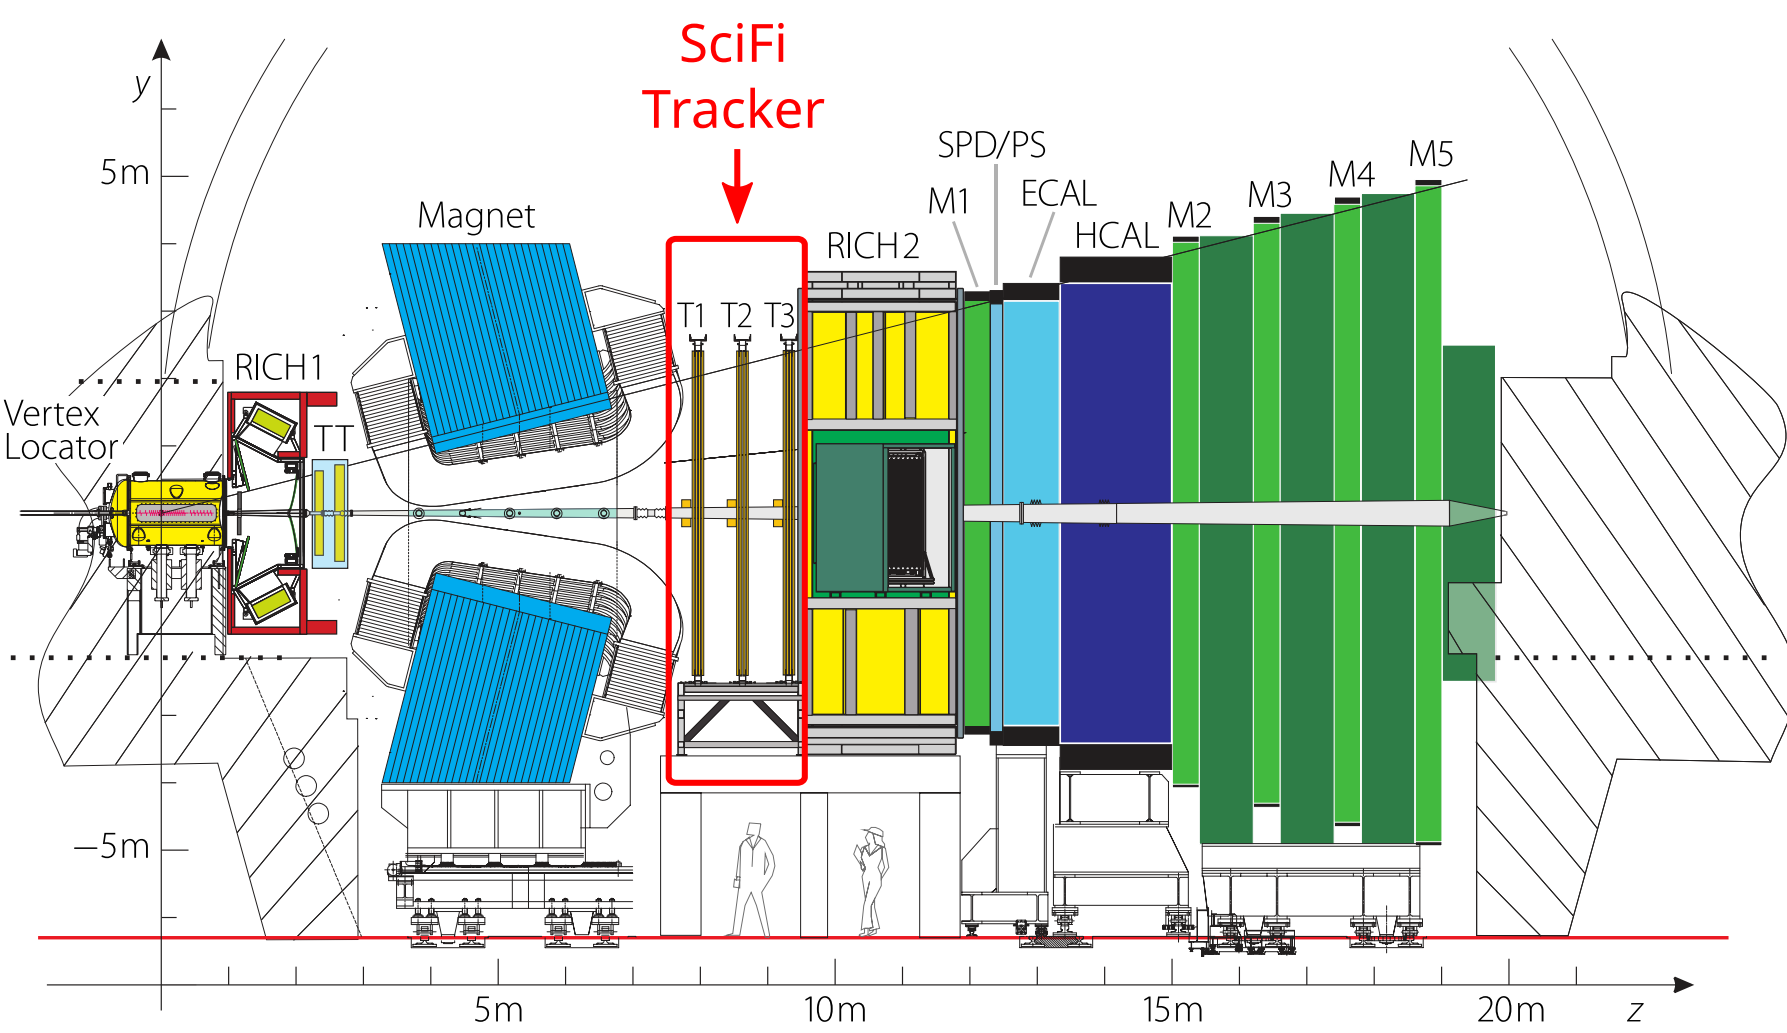 SciFi
Tracker
y
5m
SPD/PS
M1
ECAL
M5
M4
M3
M2
HCAL
Magnet
RICH2
T1
T2
T3
RICH1
Vertex
Locator
TT
−5m
5m
10m
15m
20m
z